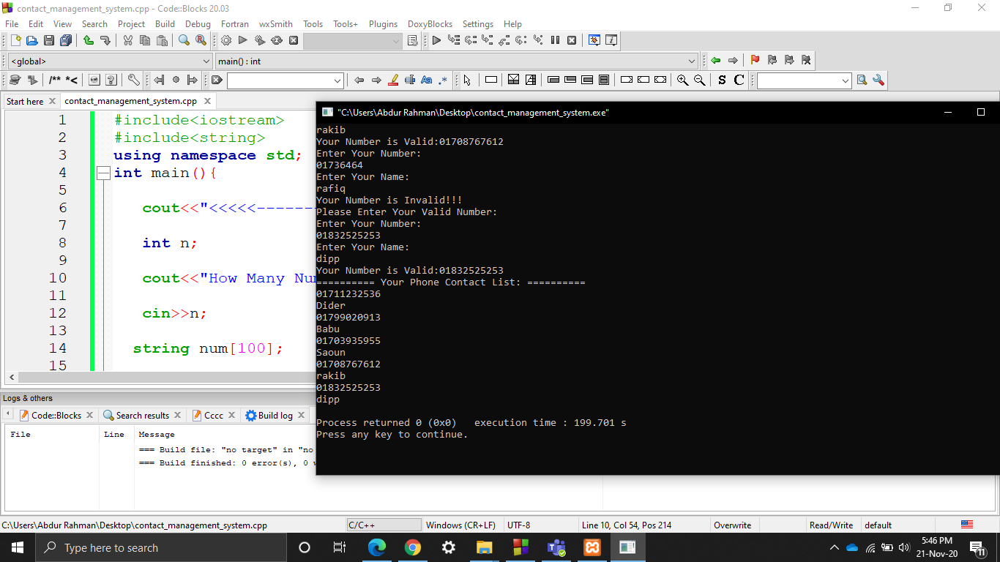 contact_management_system.cpp - Code::Blocks 20.03
File Edit View Search Project Build Debug Fortran wxSmith Tools Tools+ Plugins DoxyBlocks Settings Help
<global>
main() : int
/** *<
Aa .*
S C
Start here
contact_management_system.cpp
1 #include<iostream>
2 #include<string>
3 using namespace std;
4 int main(){
5
6 cout<<"<<<<<-------
7
8 int n;
9
10 cout<<"How Many Nu
11
12 cin>>n;
13
14 string num[100];
15
"C:\Users\Abdur Rahman\Desktop\contact_management_system.exe"
rakib
Your Number is Valid:01708767612
Enter Your Number:
01736464
Enter Your Name:
rafiq
Your Number is Invalid!!!
Please Enter Your Valid Number:
Enter Your Number:
01832525253
Enter Your Name:
dipp
Your Number is Valid:01832525253
========== Your Phone Contact List: ==========
01711232536
Dider
01799020913
Babu
01703935955
Saoun
01708767612
rakib
01832525253
dipp
Process returned 0 (0x0)   execution time : 199.701 s
Press any key to continue.
Logs & others
Code::Blocks
Search results
Cccc
Build log
File Line Message
=== Build file: "no target" in "no
=== Build finished: 0 error(s), 0 w
C:\Users\Abdur Rahman\Desktop\contact_management_system.cpp
C/C++
Windows (CR+LF)
UTF-8
Line 10, Col 54, Pos 214
Overwrite
Read/Write
default
Type here to search
5:46 PM
21-Nov-20
11